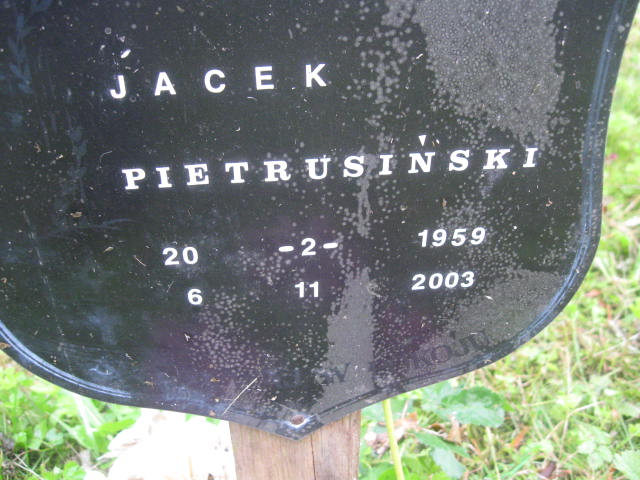 JACEK
PIETRUSIŃSKI
20 -2- 1959
6 11 2003